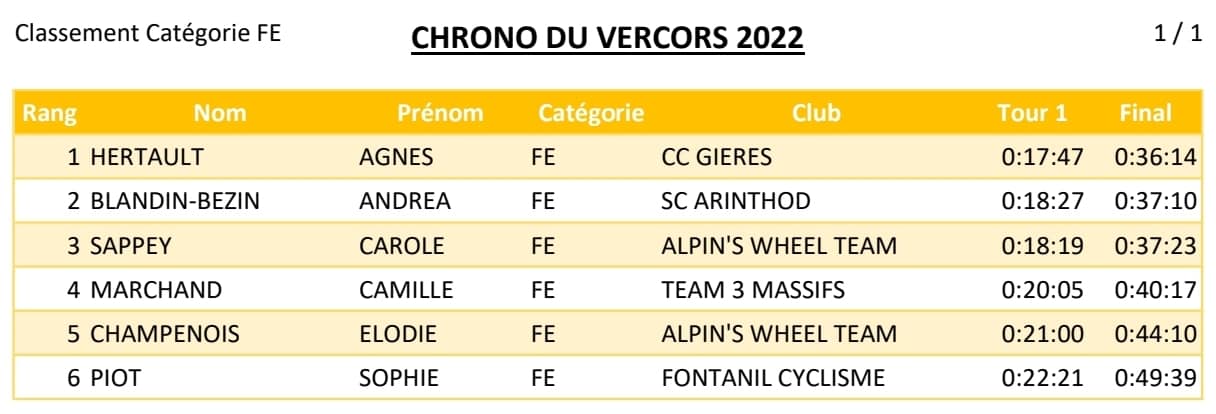 Classement Catégorie FE CHRONO DU VERCORS 2022 1 / 1
Rang Nom Prénom Catégorie Club Tour 1 Final
1 HERTAULT AGNES FE CC GIERES 0:17:47 0:36:14
2 BLANDIN-BEZIN ANDREA FE SC ARINTHOD 0:18:27 0:37:10
3 SAPPEY CAROLE FE ALPIN'S WHEEL TEAM 0:18:19 0:37:23
4 MARCHAND CAMILLE FE TEAM 3 MASSIFS 0:20:05 0:40:17
5 CHAMPENOIS ELODIE FE ALPIN'S WHEEL TEAM 0:21:00 0:44:10
6 PIOT SOPHIE FE FONTANIL CYCLISME 0:22:21 0:49:39